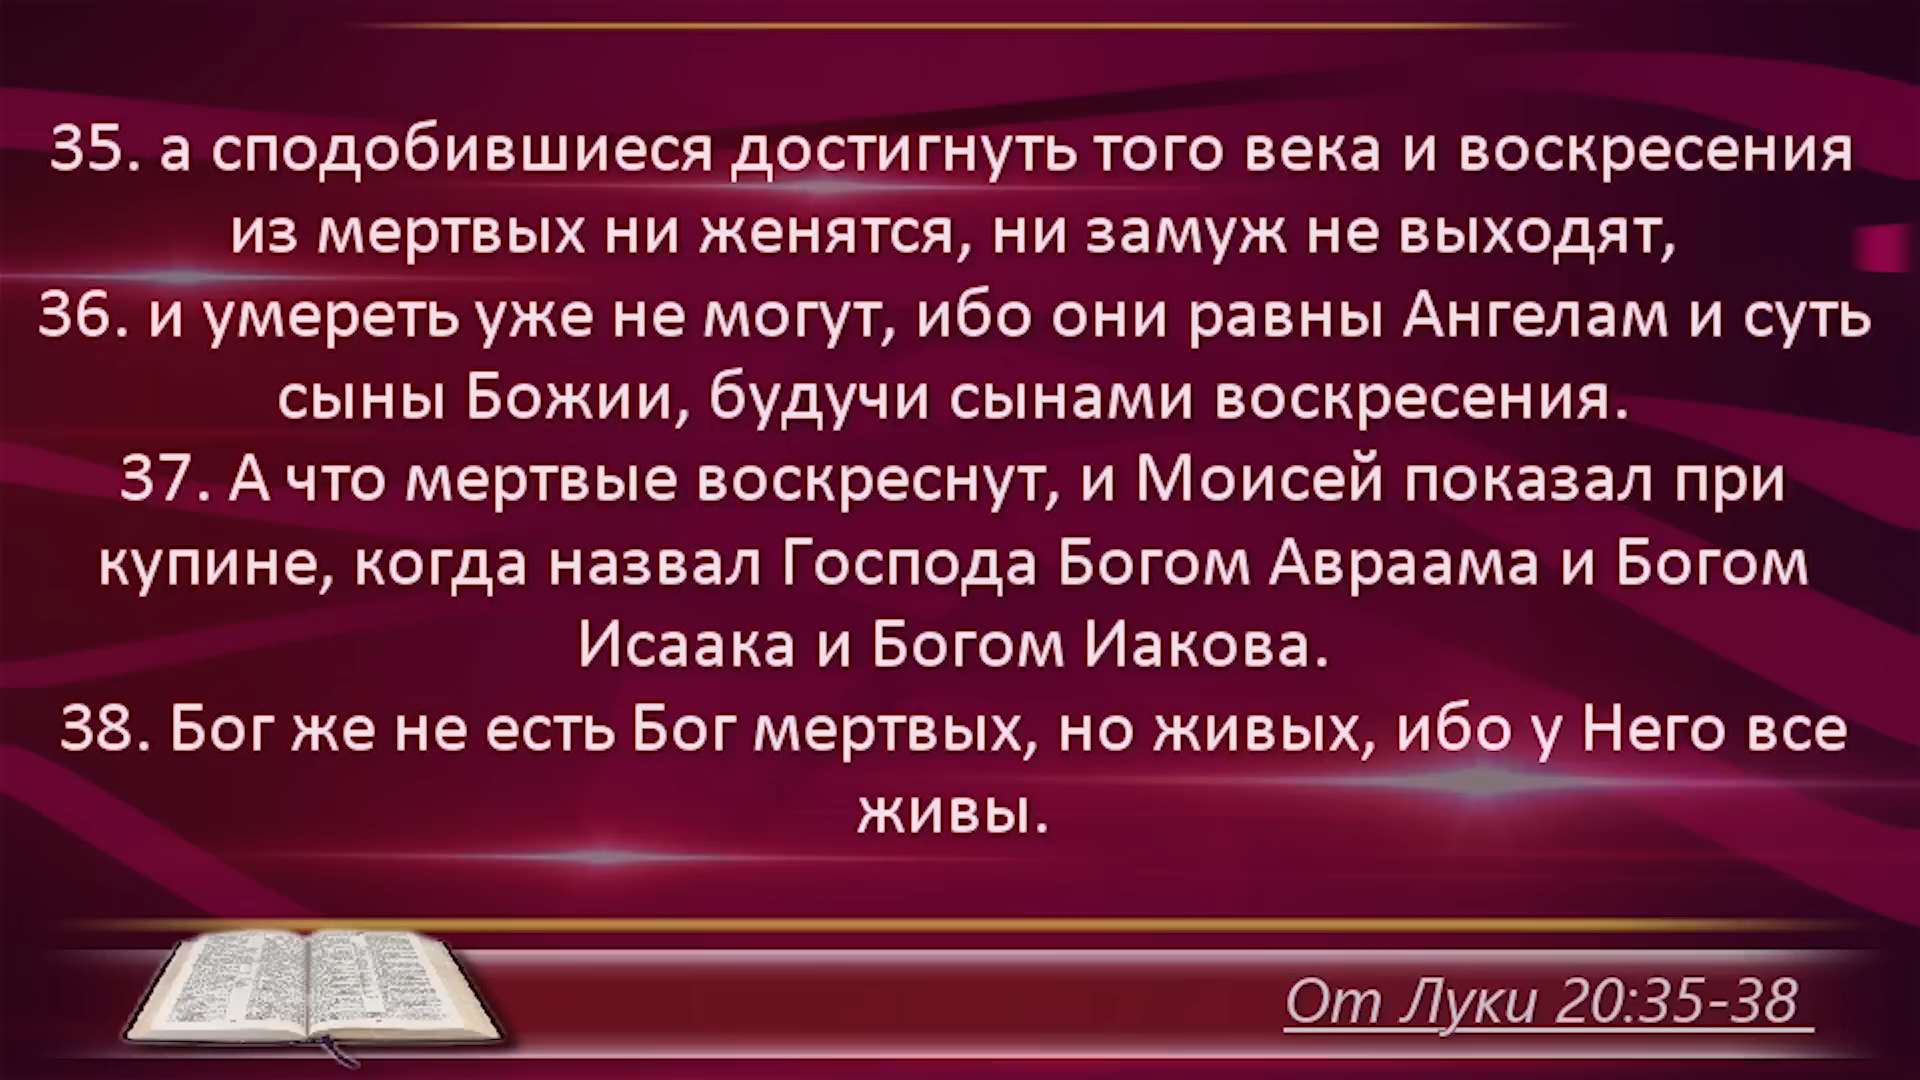 35. а сподобившиеся достигнуть того века и воскресения
из мертвых ни женятся, ни замуж не выходят,
36. и умереть уже не могут, ибо они равны Ангелам и суть
сыны Божии, будучи сынами воскресения.
37. А что мертвые воскреснут, и Моисей показал при
купине, когда назвал Господа Богом Авраама и Богом
Исаака и Богом Иакова.
38. Бог же не есть Бог мертвых, но живых, ибо у Него все
живы.
От Луки 20:35-38